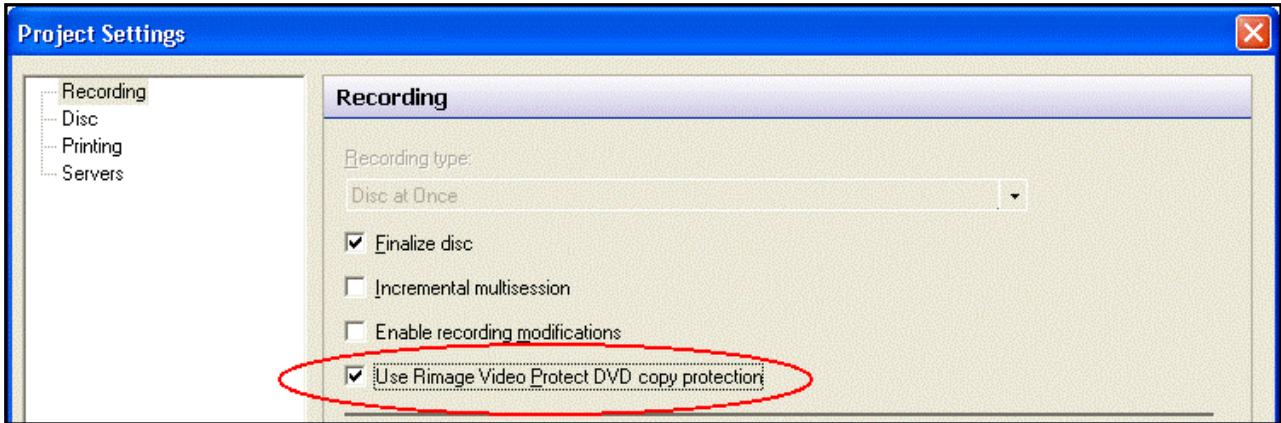 Project Settings
Recording
Disc
Printing
Servers
Recording
Recording type:
Disc at Once
Finalize disc
Incremental multisession
Enable recording modifications
Use Rimage Video Protect DVD copy protection